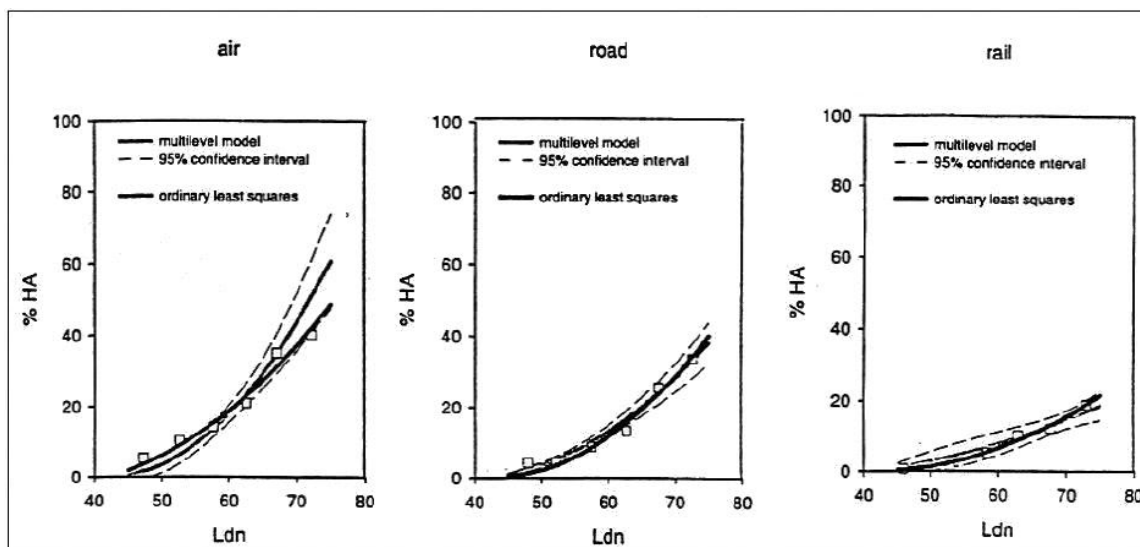 air
100
80
60
40
20
0
% HA
multilevel model
95% confidence interval
ordinary least squares
40 50 60 70 80
Ldn
road
100
80
60
40
20
0
% HA
multilevel model
95% confidence interval
ordinary least squares
40 50 60 70 80
Ldn
rail
100
80
60
40
20
0
% HA
multilevel model
95% confidence interval
ordinary least squares
40 50 60 70 80
Ldn